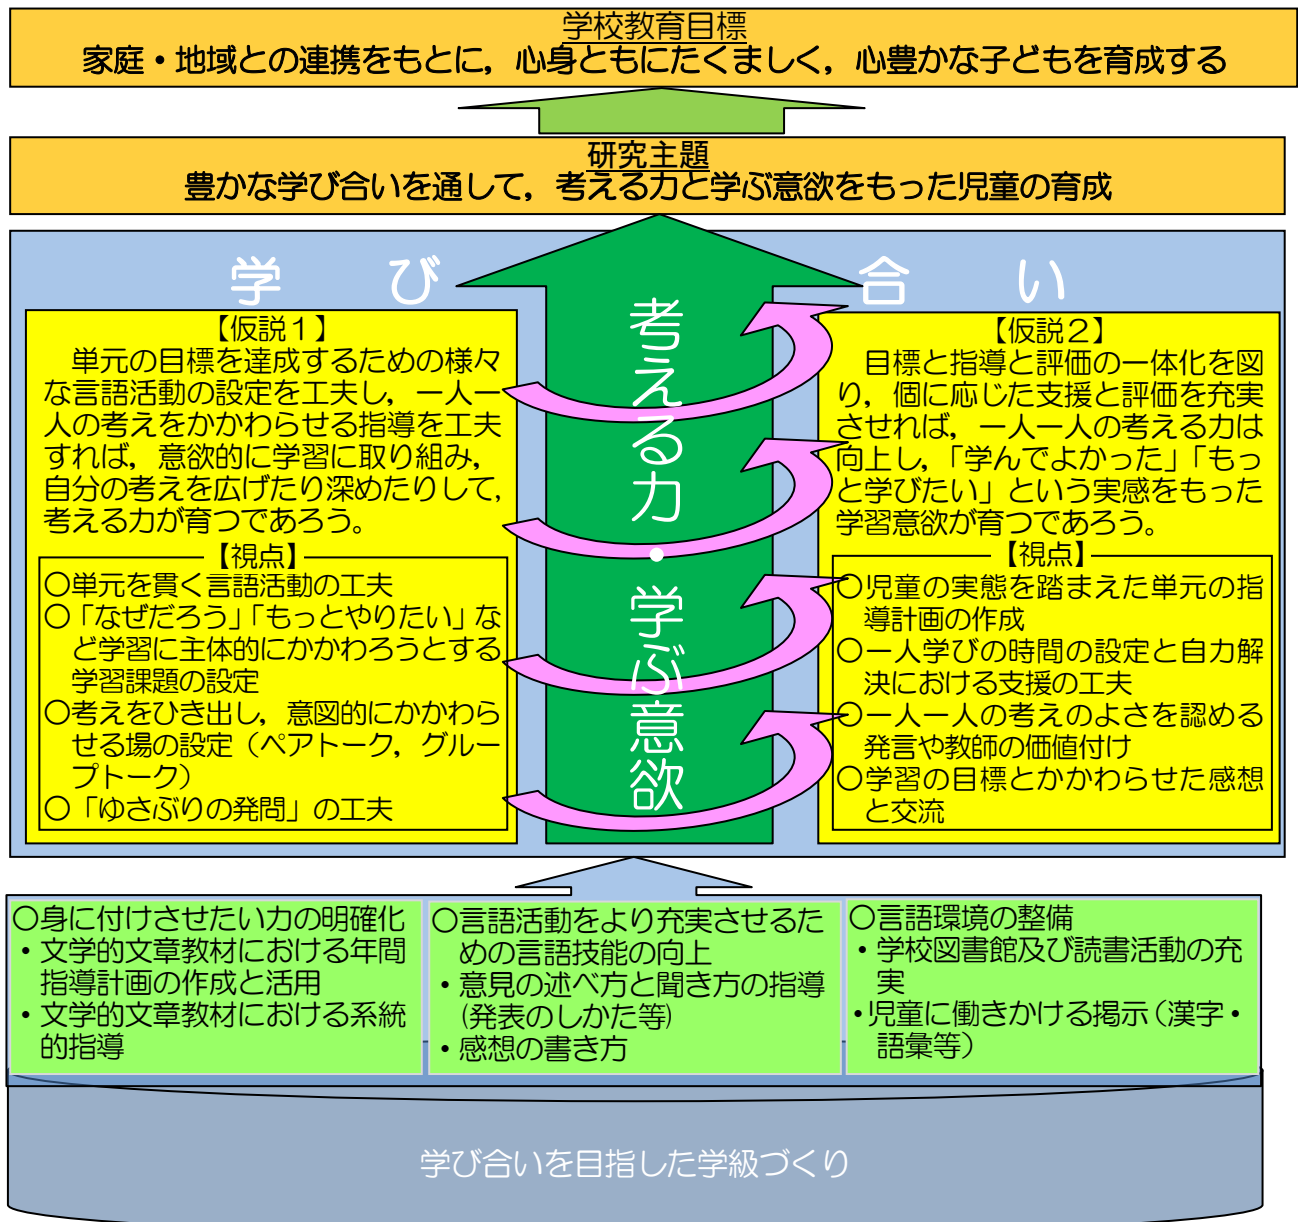 学校教育目標
家庭・地域との連携をもとに，心身ともにたくましく，心豊かな子どもを育成する
研究主題
豊かな学び合いを通して，考える力と学ぶ意欲をもった児童の育成
学び合い
【仮説１】
単元の目標を達成するための様々
な言語活動の設定を工夫し，一人一
人の考えをかかわらせる指導を工夫
すれば，意欲的に学習に取り組み，
自分の考えを広げたり深めたりして，
考える力が育つであろう。
【視点】
○単元を貫く言語活動の工夫
○「なぜだろう」「もっとやりたい」な
ど学習に主体的にかかわろうとする
学習課題の設定
○考えをひき出し，意図的にかかわら
せる場の設定（ペアトーク，グルー
プトーク）
○「ゆさぶりの発問」の工夫
考える力・学ぶ意欲
【仮説２】
目標と指導と評価の一体化を図
り，個に応じた支援と評価を充実
させれば，一人一人の考える力は
向上し，「学んでよかった」「もっ
と学びたい」という実感をもった
学習意欲が育つであろう。
【視点】
○児童の実態を踏まえた単元の指
導計画の作成
○一人学びの時間の設定と自力解
決における支援の工夫
○一人一人の考えのよさを認める
発言や教師の価値付け
○学習の目標とかかわらせた感想
と交流
○身に付けさせたい力の明確化
・文学的文章教材における年間
指導計画の作成と活用
・文学的文章教材における系統
的指導
○言語活動をより充実させるた
めの言語技能の向上
・意見の述べ方と聞き方の指導
(発表のしかた等)
・感想の書き方
○言語環境の整備
・学校図書館及び読書活動の充
実
・児童に働きかける掲示（漢字・
語彙等）
学び合いを目指した学級づくり